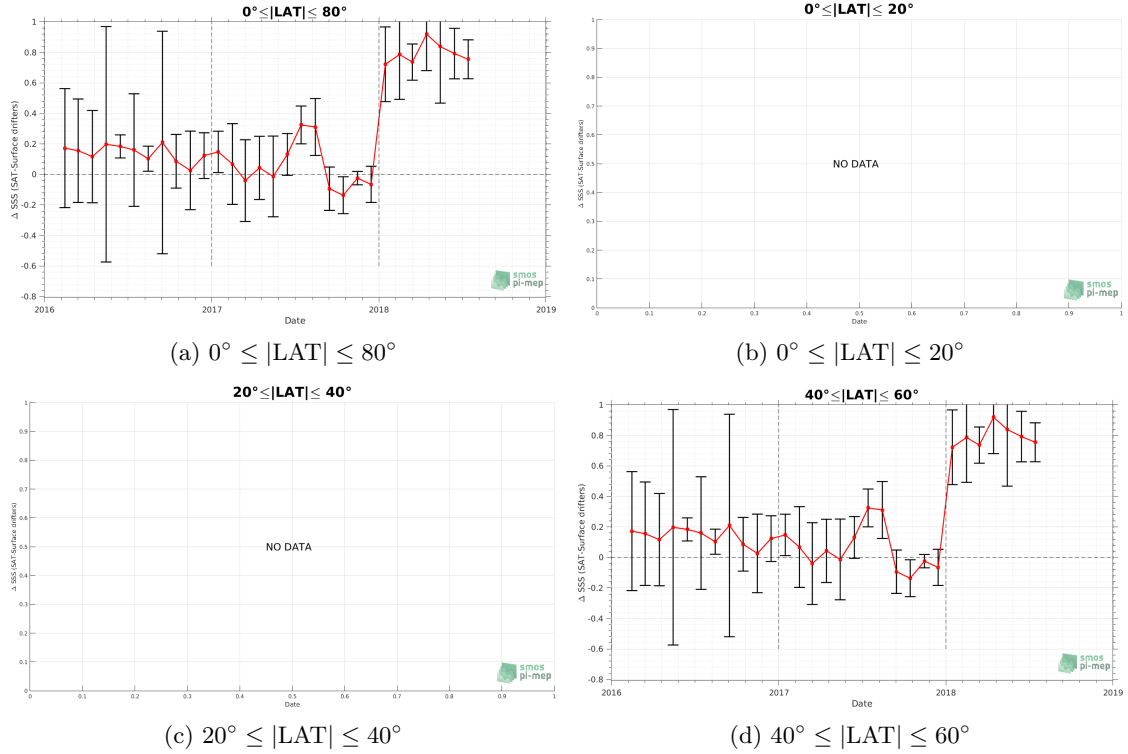 0°≤|LAT|≤ 80°
Δ SSS (SAT-Surface drifters)
1
0.8
0.6
0.4
0.2
0
-0.2
-0.4
-0.6
-0.8
2016 2017 2018 2019
Date
smos
pi-mep
(a) 0° ≤ |LAT| ≤ 80°
0°≤|LAT|≤ 20°
Δ SSS (SAT-Surface drifters)
1
0.9
0.8
0.7
0.6
0.5
0.4
0.3
0.2
0.1
0
NO DATA
0 0.1 0.2 0.3 0.4 0.5 0.6 0.7 0.8 0.9 1
Date
smos
pi-mep
(b) 0° ≤ |LAT| ≤ 20°
20°≤|LAT|≤ 40°
Δ SSS (SAT-Surface drifters)
1
0.9
0.8
0.7
0.6
0.5
0.4
0.3
0.2
0.1
0
NO DATA
0 0.1 0.2 0.3 0.4 0.5 0.6 0.7 0.8 0.9 1
Date
smos
pi-mep
(c) 20° ≤ |LAT| ≤ 40°
40°≤|LAT|≤ 60°
Δ SSS (SAT-Surface drifters)
1
0.8
0.6
0.4
0.2
0
-0.2
-0.4
-0.6
-0.8
2016 2017 2018 2019
Date
smos
pi-mep
(d) 40° ≤ |LAT| ≤ 60°